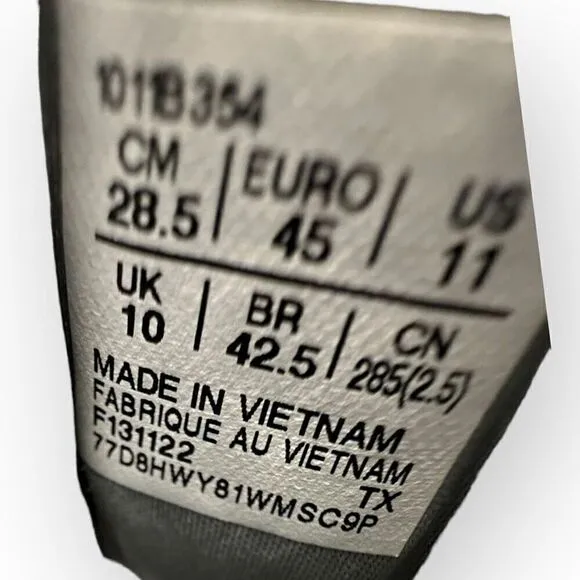 1011B354
CM | EURO | US
28.5 | 45 | 11
UK | BR | CN
10 | 42.5 | 285(2.5)
MADE IN VIETNAM
FABRIQUE AU VIETNAM
F131122 TX
77D8HWY81WMSC9P